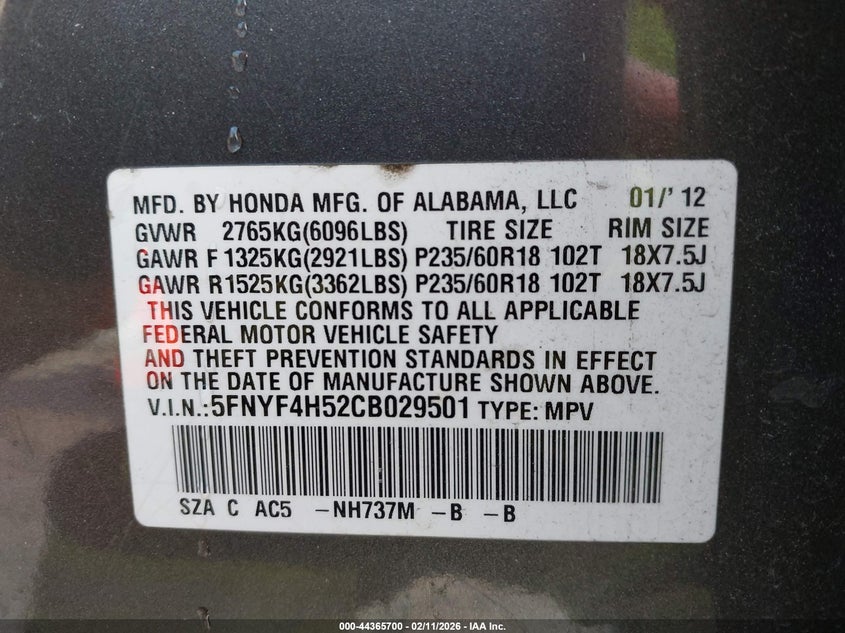 MFD. BY HONDA MFG. OF ALABAMA, LLC 01/'12
GVWR 2765KG(6096LBS) TIRE SIZE RIM SIZE
GAWR F 1325KG(2921LBS) P235/60R18 102T 18X7.5J
GAWR R 1525KG(3362LBS) P235/60R18 102T 18X7.5J
THIS VEHICLE CONFORMS TO ALL APPLICABLE
FEDERAL MOTOR VEHICLE SAFETY
AND THEFT PREVENTION STANDARDS IN EFFECT
ON THE DATE OF MANUFACTURE SHOWN ABOVE.
V.I.N.:5FNYF4H52CB029501 TYPE: MPV
SZA C AC5 -NH737M -B -B
000-44365700 - 02/11/2026 - IAA Inc.